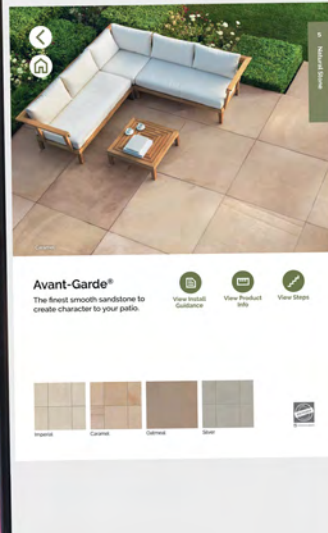 Natural Stone
Avant-Garde®
The finest smooth sandstone to
create character to your patio.
View Install
Guidance
View Product
Info
View Steps
Imperial
Caramel
Oatmeal
Silver